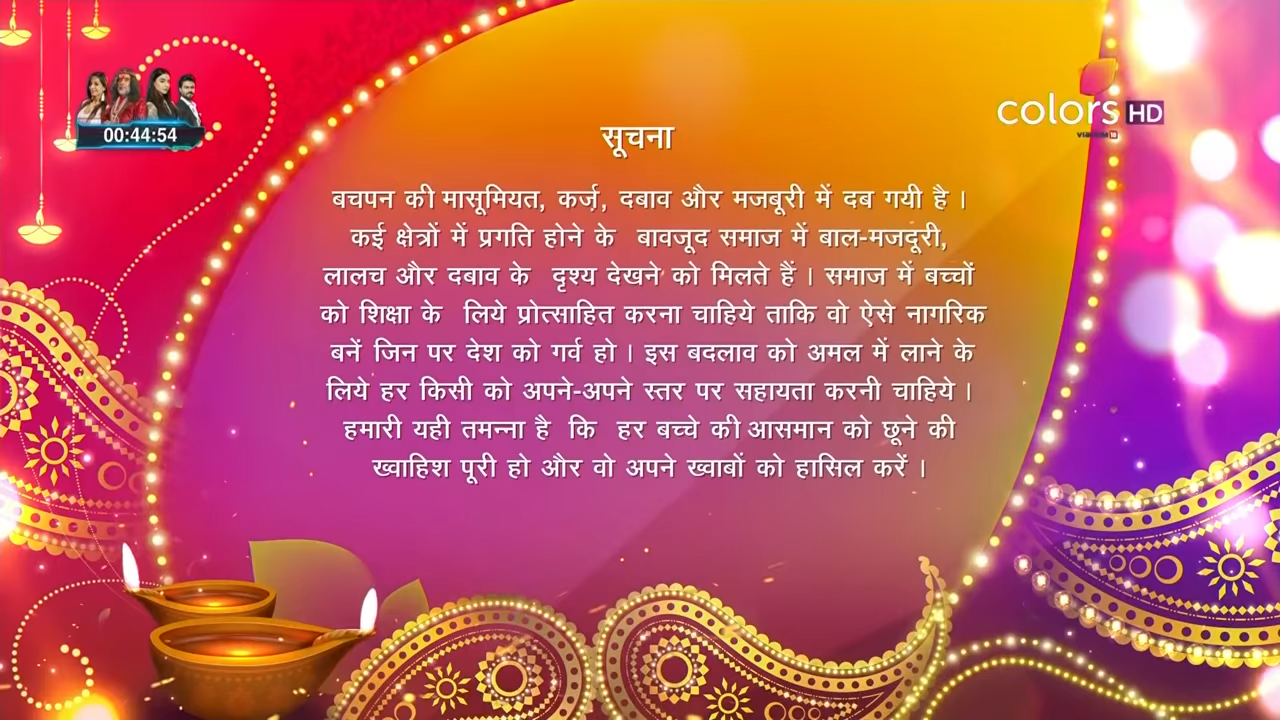 00:44:54
colors HD
VIACOM 18
सूचना
बचपन की मासूमियत, कर्ज़, दबाव और मजबूरी में दब गयी है ।
कई क्षेत्रों में प्रगति होने के बावजूद समाज में बाल-मजदूरी,
लालच और दबाव के दृश्य देखने को मिलते हैं । समाज में बच्चों
को शिक्षा के लिये प्रोत्साहित करना चाहिये ताकि वो ऐसे नागरिक
बनें जिन पर देश को गर्व हो । इस बदलाव को अमल में लाने के
लिये हर किसी को अपने-अपने स्तर पर सहायता करनी चाहिये ।
हमारी यही तमन्ना है कि हर बच्चे की आसमान को छूने की
ख्वाहिश पूरी हो और वो अपने ख्वाबों को हासिल करें ।